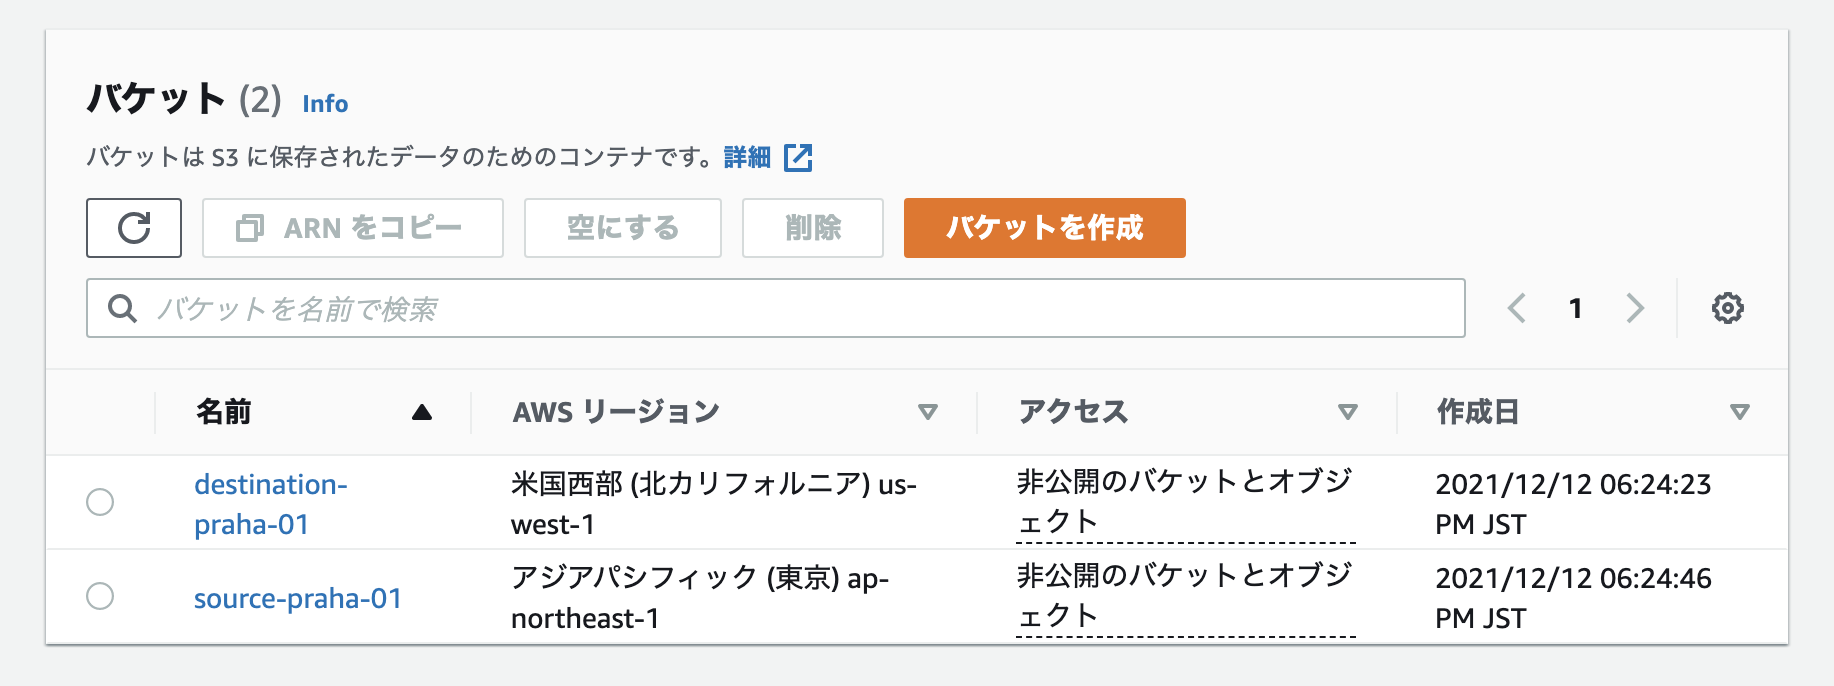 バケット (2) Info
バケットは S3 に保存されたデータのためのコンテナです。詳細
ARN をコピー 空にする 削除 バケットを作成
バケットを名前で検索 1
名前 AWS リージョン アクセス 作成日
destination- 米国西部 (北カリフォルニア) us- 非公開のバケットとオブジ 2021/12/12 06:24:23
praha-01 west-1 ェクト PM JST
source-praha-01 アジアパシフィック (東京) ap- 非公開のバケットとオブジ 2021/12/12 06:24:46
northeast-1 ェクト PM JST